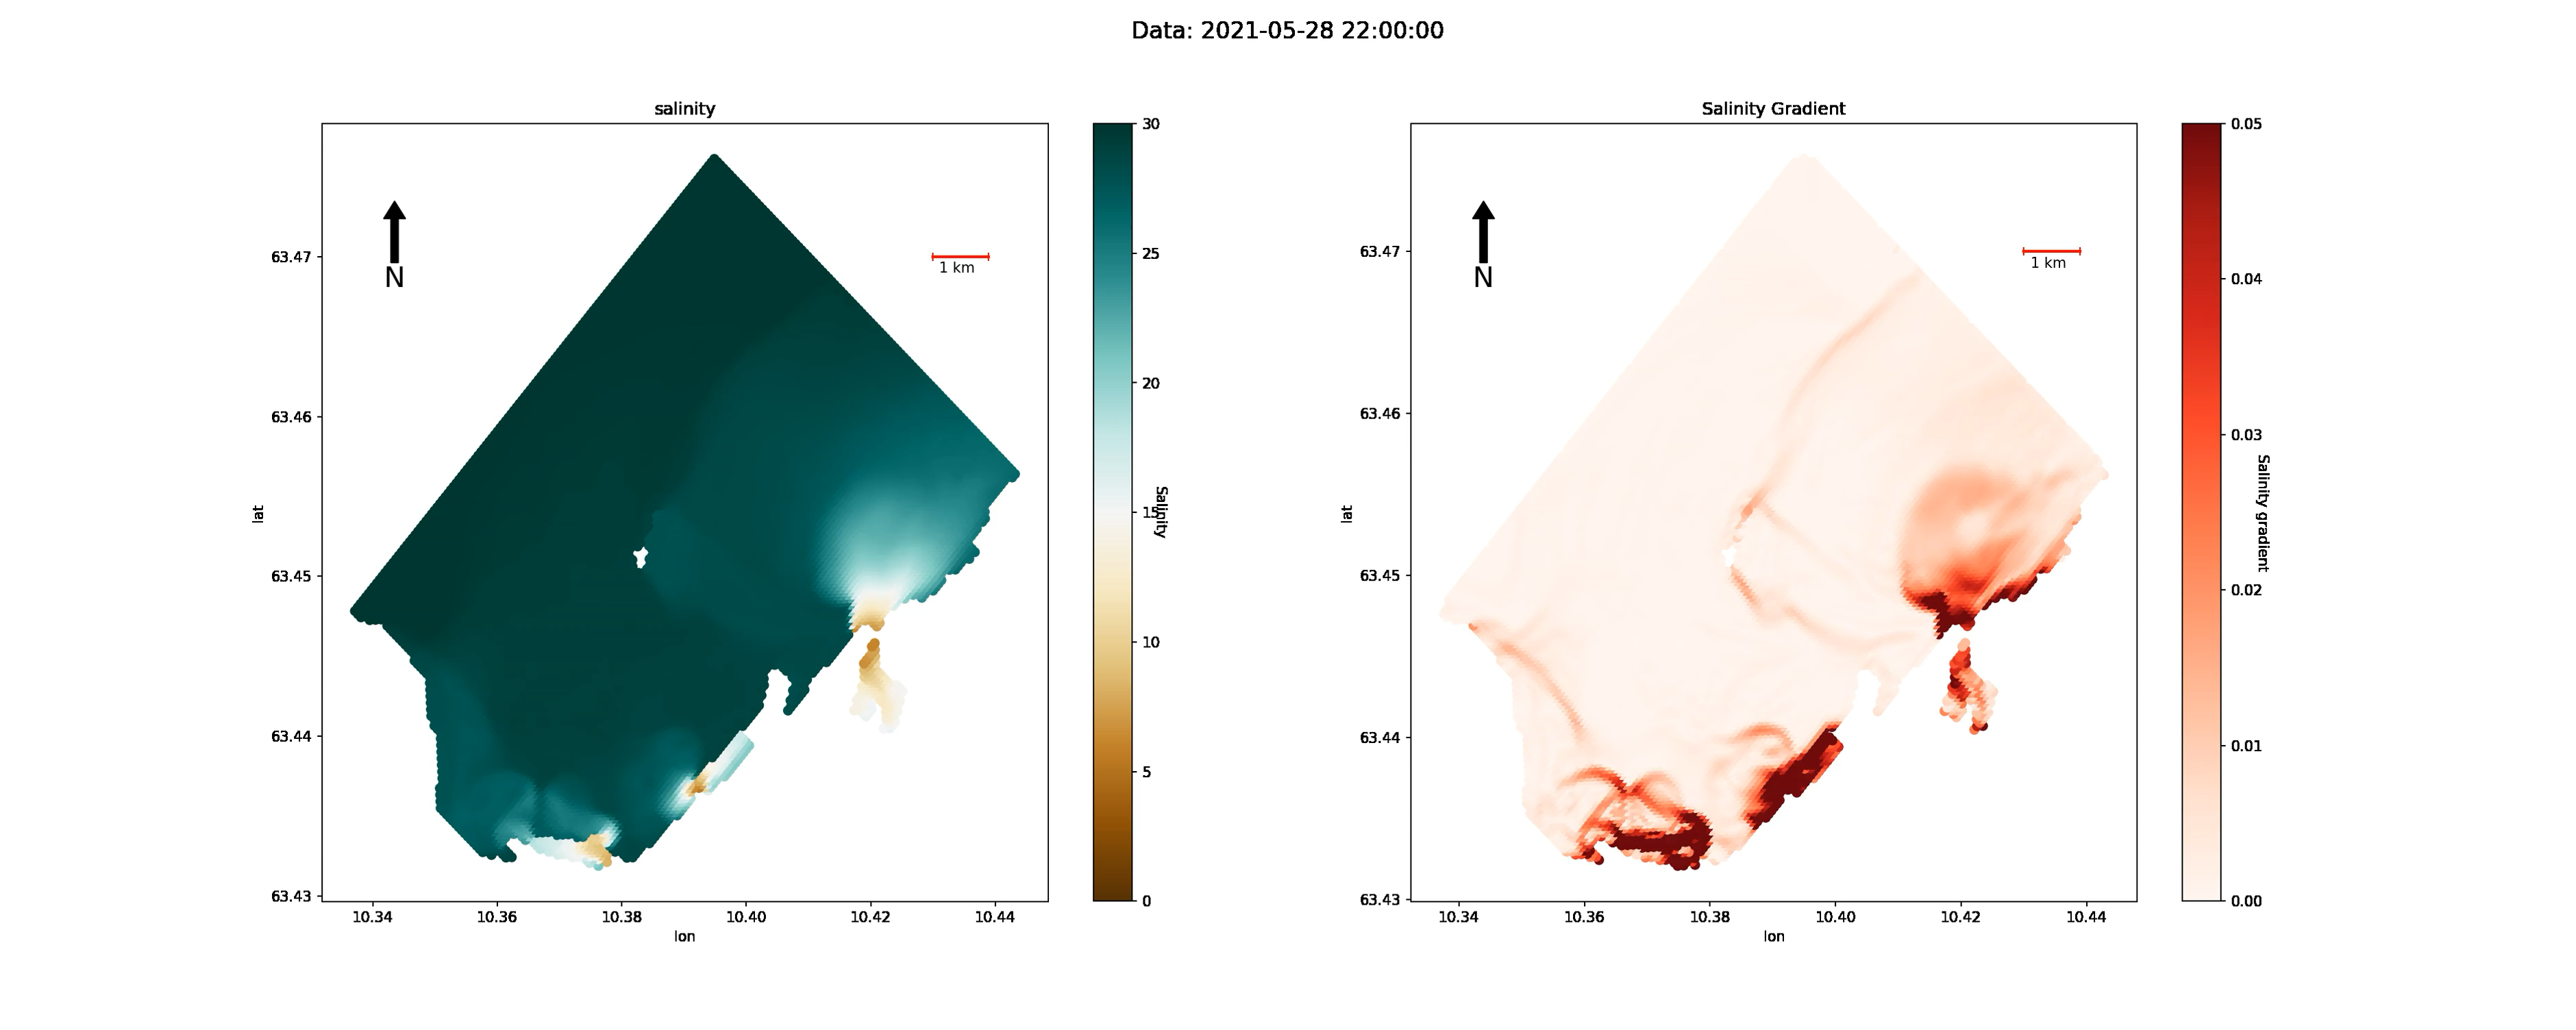 Data: 2021-05-28 22:00:00
salinity
N
1 km
63.47
63.46
63.45
63.44
63.43
lat
10.34 10.36 10.38 10.40 10.42 10.44
lon
30
25
20
15
10
5
0
Salinity
Salinity Gradient
N
1 km
63.47
63.46
63.45
63.44
63.43
lat
10.34 10.36 10.38 10.40 10.42 10.44
lon
0.05
0.04
0.03
0.02
0.01
0.00
Salinity gradient